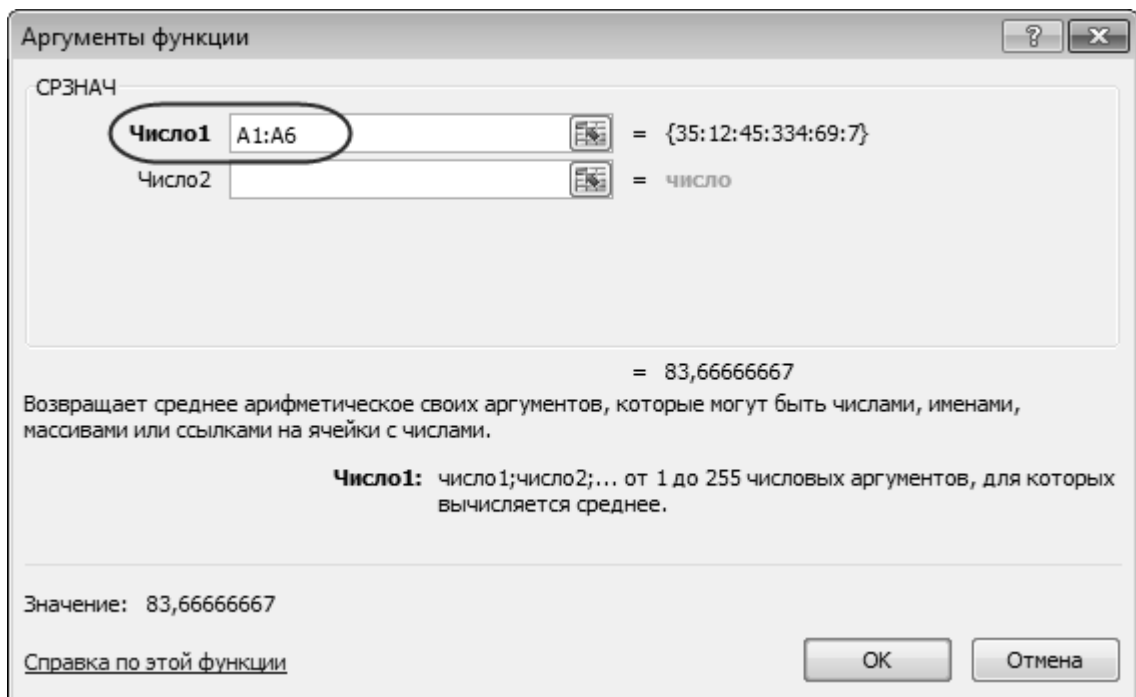 Аргументы функции
СРЗНАЧ
Число1 A1:A6 = {35:12:45:334:69:7}
Число2 = число
= 83,66666667
Возвращает среднее арифметическое своих аргументов, которые могут быть числами, именами,
массивами или ссылками на ячейки с числами.
Число1: число1;число2;... от 1 до 255 числовых аргументов, для которых
вычисляется среднее.
Значение: 83,66666667
Справка по этой функции
ОК
Отмена